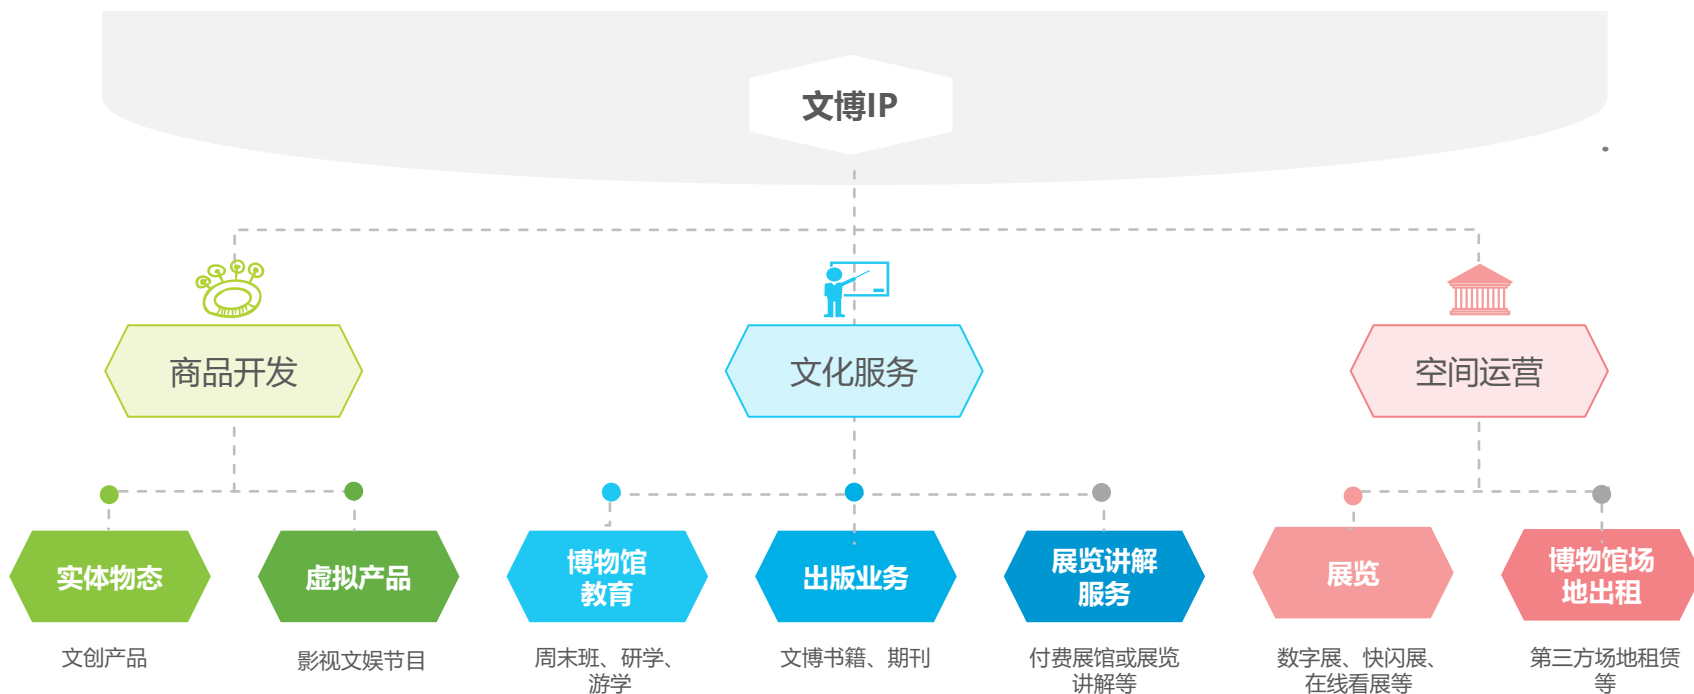 文博IP
商品开发
文化服务
空间运营
实体物态
虚拟产品
博物馆
教育
出版业务
展览讲解
服务
展览
博物馆场
地出租
文创产品
影视文娱节目
周末班、研学、
游学
文博书籍、期刊
付费展馆或展览
讲解等
数字展、快闪展、
在线看展等
第三方场地租赁
等